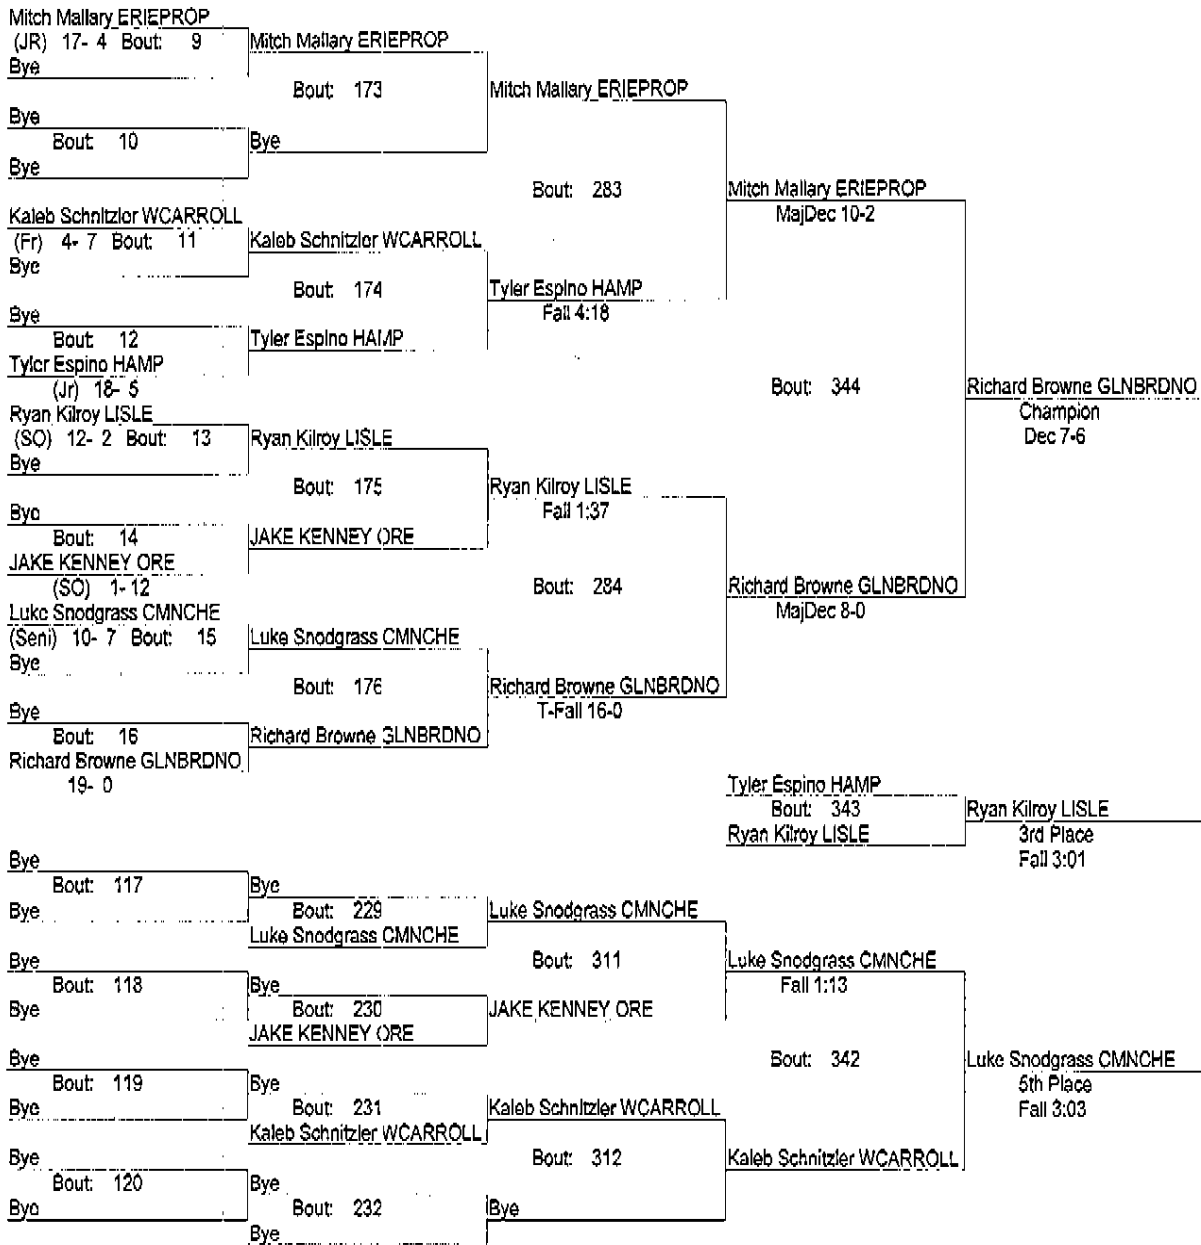 Mitch Mallary ERIEPROP
(JR) 17- 4 Bout: 9
Bye
Mitch Mallary ERIEPROP
Bout: 173
Bye
Bout: 10
Bye
Bye
Mitch Mallary ERIEPROP
Bout: 283
Kaleb Schnitzler WCARROLL
(Fr) 4- 7 Bout: 11
Bye
Kaleb Schnitzler WCARROLL
Bout: 174
Bye
Bout: 12
Tyler Espino HAMP
(Jr) 18- 5
Tyler Espino HAMP
Tyler Espino HAMP
Fall 4:18
Mitch Mallary ERIEPROP
MajDec 10-2
Bout: 344
Richard Browne GLNBRDNO
Champion
Dec 7-6
Ryan Kilroy LISLE
(SO) 12- 2 Bout: 13
Bye
Ryan Kilroy LISLE
Bout: 175
Bye
Bout: 14
JAKE KENNEY ORE
(SO) 1- 12
JAKE KENNEY ORE
Ryan Kilroy LISLE
Fall 1:37
Bout: 284
Luke Snodgrass CMNCHE
(Seni) 10- 7 Bout: 15
Bye
Luke Snodgrass CMNCHE
Bout: 176
Bye
Bout: 16
Richard Browne GLNBRDNO
19- 0
Richard Browne GLNBRDNO
Richard Browne GLNBRDNO
T-Fall 16-0
Richard Browne GLNBRDNO
MajDec 8-0
Tyler Espino HAMP
Bout: 343
Ryan Kilroy LISLE
Ryan Kilroy LISLE
3rd Place
Fall 3:01
Bye
Bout: 117
Bye
Bye
Bout: 229
Luke Snodgrass CMNCHE
Luke Snodgrass CMNCHE
Bout: 311
Bye
Bout: 118
Bye
Bye
Bout: 230
JAKE KENNEY ORE
JAKE KENNEY ORE
Luke Snodgrass CMNCHE
Fall 1:13
Bout: 342
Luke Snodgrass CMNCHE
5th Place
Fall 3:03
Bye
Bout: 119
Bye
Bye
Bout: 231
Kaleb Schnitzler WCARROLL
Kaleb Schnitzler WCARROLL
Bout: 312
Kaleb Schnitzler WCARROLL
Bye
Bout: 120
Bye
Bye
Bout: 232
Bye
Bye